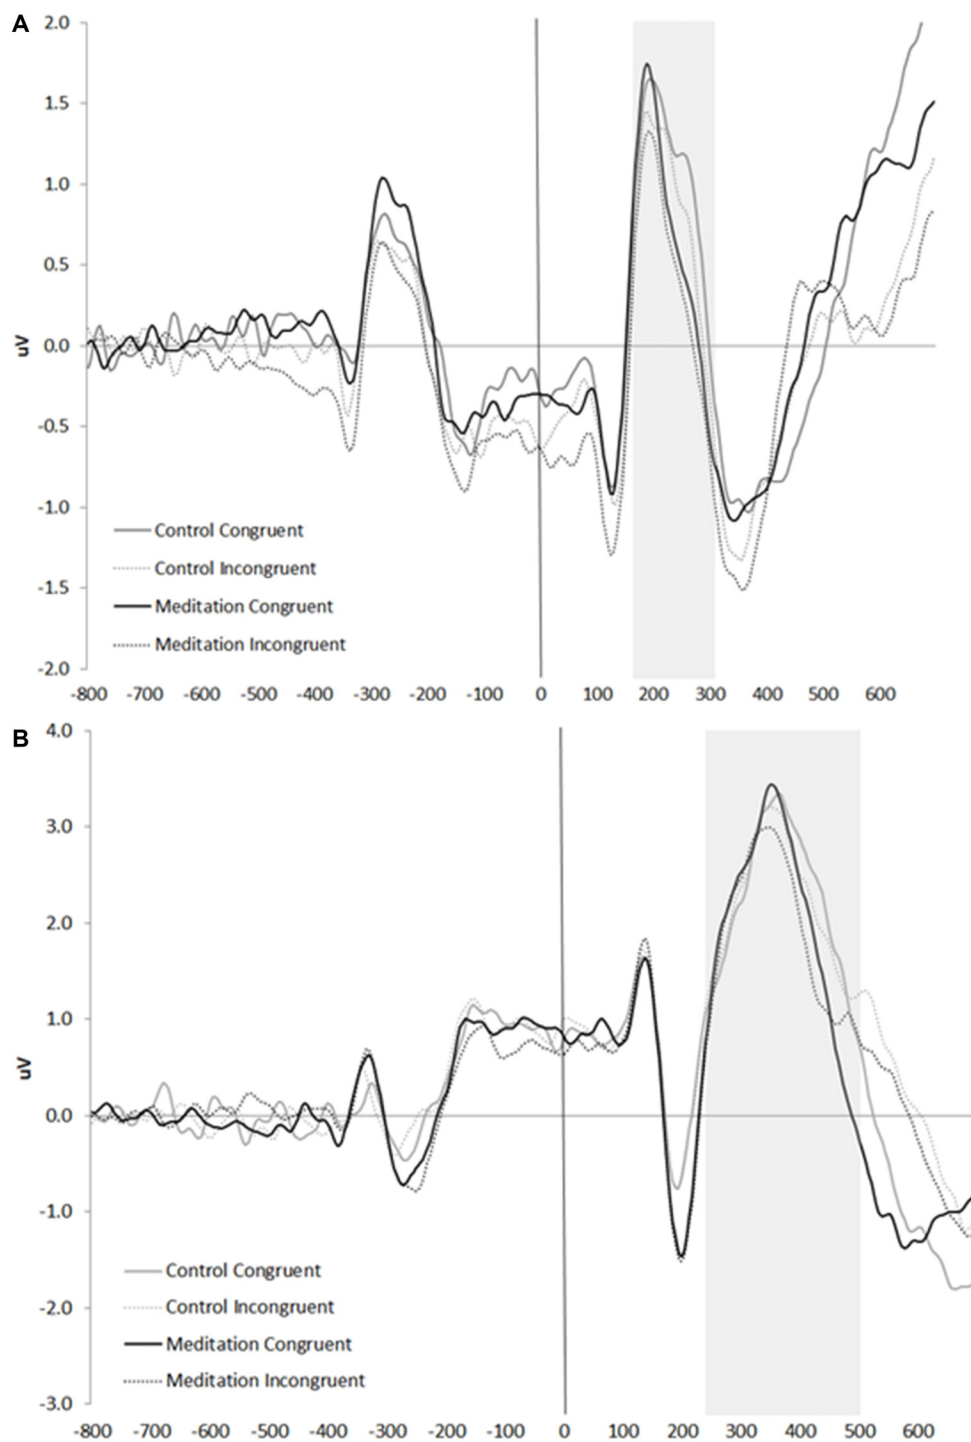 A
2.0
1.5
1.0
0.5
0.0
-0.5
-1.0
-1.5
-2.0
uV
Control Congruent
Control Incongruent
Meditation Congruent
Meditation Incongruent
-800 -700 -600 -500 -400 -300 -200 -100 0 100 200 300 400 500 600
B
4.0
3.0
2.0
1.0
0.0
-1.0
-2.0
-3.0
uV
Control Congruent
Control Incongruent
Meditation Congruent
Meditation Incongruent
-800 -700 -600 -500 -400 -300 -200 -100 0 100 200 300 400 500 600